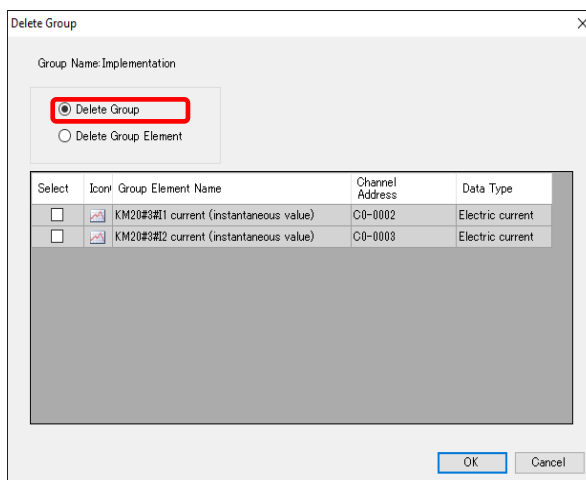 Delete Group
Group Name:Implementation
Delete Group
Delete Group Element
Select Icon Group Element Name Channel Address Data Type
KM20#3#I1 current (instantaneous value) C0-0002 Electric current
KM20#3#I2 current (instantaneous value) C0-0003 Electric current
OK Cancel